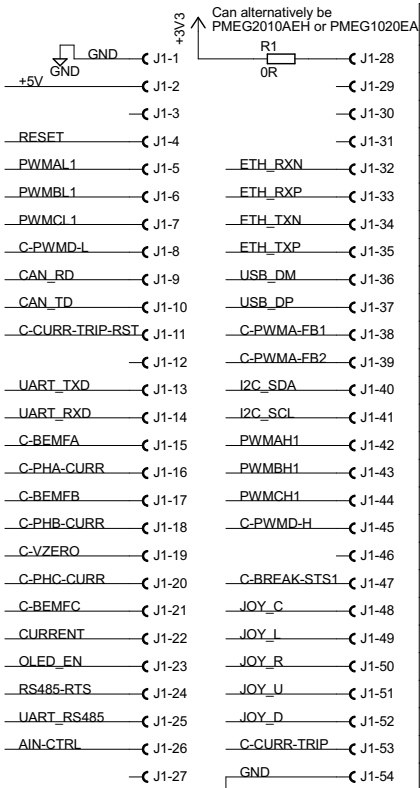 Can alternatively be
PMEG2010AEH or PMEG1020EA
+3V3
R1
0R
GND
GND J1-1
+5V J1-2
J1-3
RESET J1-4
PWMAL1 J1-5
PWMBL1 J1-6
PWMCL1 J1-7
C-PWMD-L J1-8
CAN_RD J1-9
CAN_TD J1-10
C-CURR-TRIP-RST J1-11
J1-12
UART_TXD J1-13
UART_RXD J1-14
C-BEMFA J1-15
C-PHA-CURR J1-16
C-BEMFB J1-17
C-PHB-CURR J1-18
C-VZERO J1-19
C-PHC-CURR J1-20
C-BEMFC J1-21
CURRENT J1-22
OLED_EN J1-23
RS485-RTS J1-24
UART_RS485 J1-25
AIN-CTRL J1-26
J1-27
J1-28
J1-29
J1-30
J1-31
ETH_RXN J1-32
ETH_RXP J1-33
ETH_TXN J1-34
ETH_TXP J1-35
USB_DM J1-36
USB_DP J1-37
C-PWMA-FB1 J1-38
C-PWMA-FB2 J1-39
I2C_SDA J1-40
I2C_SCL J1-41
PWMAH1 J1-42
PWMBH1 J1-43
PWMCH1 J1-44
C-PWMD-H J1-45
J1-46
C-BREAK-STS1 J1-47
JOY_C J1-48
JOY_L J1-49
JOY_R J1-50
JOY_U J1-51
JOY_D J1-52
C-CURR-TRIP J1-53
GND J1-54